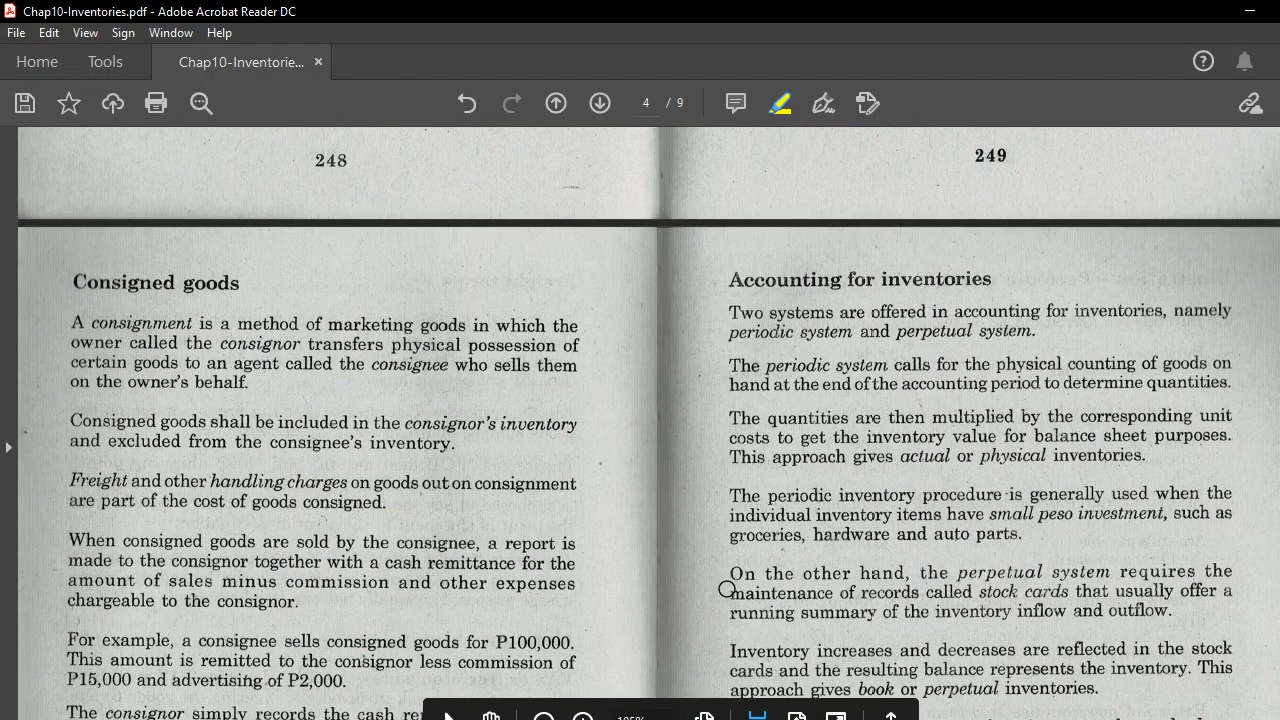 Chap10-Inventories.pdf - Adobe Acrobat Reader DC
File Edit View Sign Window Help
Home Tools Chap10-Inventorie... ×
4 / 9
248
249
Consigned goods
A consignment is a method of marketing goods in which the
owner called the consignor transfers physical possession of
certain goods to an agent called the consignee who sells them
on the owner's behalf.
Consigned goods shall be included in the consignor's inventory
and excluded from the consignee's inventory.
Freight and other handling charges on goods out on consignment
are part of the cost of goods consigned.
When consigned goods are sold by the consignee, a report is
made to the consignor together with a cash remittance for the
amount of sales minus commission and other expenses
chargeable to the consignor.
For example, a consignee sells consigned goods for P100,000.
This amount is remitted to the consignor less commission of
P15,000 and advertising of P2,000.
The consignor simply records the cash
Accounting for inventories
Two systems are offered in accounting for inventories, namely
periodic system and perpetual system.
The periodic system calls for the physical counting of goods on
hand at the end of the accounting period to determine quantities.
The quantities are then multiplied by the corresponding unit
costs to get the inventory value for balance sheet purposes.
This approach gives actual or physical inventories.
The periodic inventory procedure is generally used when the
individual inventory items have small peso investment, such as
groceries, hardware and auto parts.
On the other hand, the perpetual system requires the
maintenance of records called stock cards that usually offer a
running summary of the inventory inflow and outflow.
Inventory increases and decreases are reflected in the stock
cards and the resulting balance represents the inventory. This
approach gives book or perpetual inventories.